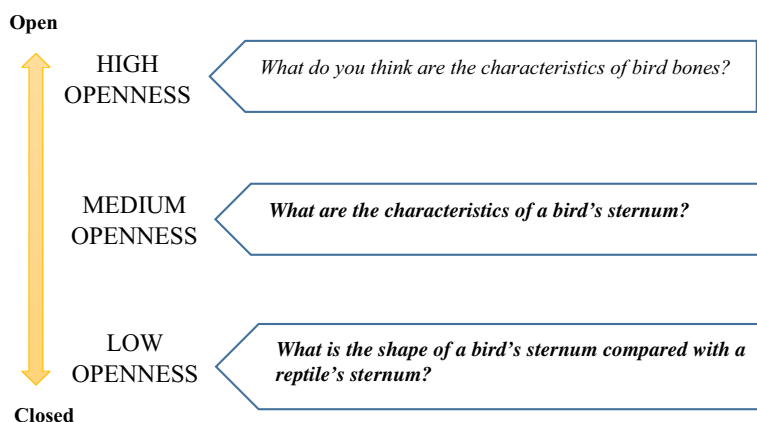 Open
HIGH
OPENNESS
What do you think are the characteristics of bird bones?
MEDIUM
OPENNESS
What are the characteristics of a bird's sternum?
LOW
OPENNESS
What is the shape of a bird's sternum compared with a
reptile's sternum?
Closed